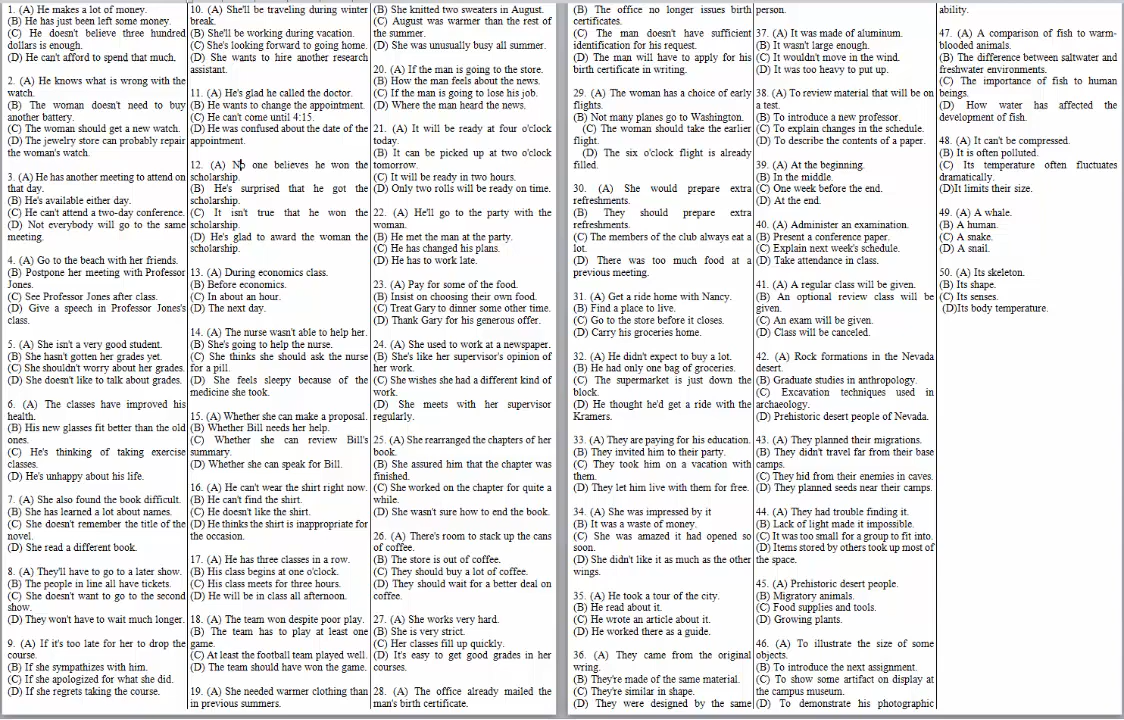 1. (A) He makes a lot of money.
(B) He has just been left some money.
(C) He doesn't believe three hundred
dollars is enough.
(D) He can't afford to spend that much.
2. (A) He knows what is wrong with the
watch.
(B) The woman doesn't need to buy
another battery.
(C) The woman should get a new watch.
(D) The jewelry store can probably repair
the woman's watch.
3. (A) He has another meeting to attend on
that day.
(B) He's available either day.
(C) He can't attend a two-day conference.
(D) Not everybody will go to the same
meeting.
4. (A) Go to the beach with her friends.
(B) Postpone her meeting with Professor
Jones.
(C) See Professor Jones after class.
(D) Give a speech in Professor Jones's
class.
5. (A) She isn't a very good student.
(B) She hasn't gotten her grades yet.
(C) She shouldn't worry about her grades.
(D) She doesn't like to talk about grades.
6. (A) The classes have improved his
health.
(B) His new glasses fit better than the old
ones.
(C) He's thinking of taking exercise
classes.
(D) He's unhappy about his life.
7. (A) She also found the book difficult.
(B) She has learned a lot about names.
(C) She doesn't remember the title of the
novel.
(D) She read a different book.
8. (A) They'll have to go to a later show.
(B) The people in line all have tickets.
(C) She doesn't want to go to the second
show.
(D) They won't have to wait much longer.
9. (A) If it's too late for her to drop the
course.
(B) If she sympathizes with him.
(C) If she apologized for what she did.
(D) If she regrets taking the course.
10. (A) She'll be traveling during winter
break.
(B) She'll be working during vacation.
(C) She's looking forward to going home.
(D) She wants to hire another research
assistant.
11. (A) He's glad he called the doctor.
(B) He wants to change the appointment.
(C) He can't come until 4:15.
(D) He was confused about the date of the
appointment.
12. (A) No one believes he won the
scholarship.
(B) He's surprised that he got the
scholarship.
(C) It isn't true that he won the
scholarship.
(D) He's glad to award the woman the
scholarship.
13. (A) During economics class.
(B) Before economics.
(C) In about an hour.
(D) The next day.
14. (A) The nurse wasn't able to help her.
(B) She's going to help the nurse.
(C) She thinks she should ask the nurse
for a pill.
(D) She feels sleepy because of the
medicine she took.
15. (A) Whether she can make a proposal.
(B) Whether Bill needs her help.
(C) Whether she can review Bill's
summary.
(D) Whether she can speak for Bill.
16. (A) He can't wear the shirt right now.
(B) He can't find the shirt.
(C) He doesn't like the shirt.
(D) He thinks the shirt is inappropriate for
the occasion.
17. (A) He has three classes in a row.
(B) His class begins at one o'clock.
(C) His class meets for three hours.
(D) He will be in class all afternoon.
18. (A) The team won despite poor play.
(B) The team has to play at least one
game.
(C) At least the football team played well.
(D) The team should have won the game.
19. (A) She needed warmer clothing than
in previous summers.
(B) She knitted two sweaters in August.
(C) August was warmer than the rest of
the summer.
(D) She was unusually busy all summer.
20. (A) If the man is going to the store.
(B) How the man feels about the news.
(C) If the man is going to lose his job.
(D) Where the man heard the news.
21. (A) It will be ready at four o'clock
today.
(B) It can be picked up at two o'clock
tomorrow.
(C) It will be ready in two hours.
(D) Only two rolls will be ready on time.
22. (A) He'll go to the party with the
woman.
(B) He met the man at the party.
(C) He has changed his plans.
(D) He has to work late.
23. (A) Pay for some of the food.
(B) Insist on choosing their own food.
(C) Treat Gary to dinner some other time.
(D) Thank Gary for his generous offer.
24. (A) She used to work at a newspaper.
(B) She's like her supervisor's opinion of
her work.
(C) She wishes she had a different kind of
work.
(D) She meets with her supervisor
regularly.
25. (A) She rearranged the chapters of her
book.
(B) She assured him that the chapter was
finished.
(C) She worked on the chapter for quite a
while.
(D) She wasn't sure how to end the book.
26. (A) There's room to stack up the cans
of coffee.
(B) The store is out of coffee.
(C) They should buy a lot of coffee.
(D) They should wait for a better deal on
coffee.
27. (A) She works very hard.
(B) She is very strict.
(C) Her classes fill up quickly.
(D) It's easy to get good grades in her
courses.
28. (A) The office already mailed the
man's birth certificate.
(B) The office no longer issues birth
certificates.
(C) The man doesn't have sufficient
identification for his request.
(D) The man will have to apply for his
birth certificate in writing.
29. (A) The woman has a choice of early
flights.
(B) Not many planes go to Washington.
(C) The woman should take the earlier
flight.
(D) The six o'clock flight is already
filled.
30. (A) She would prepare extra
refreshments.
(B) They should prepare extra
refreshments.
(C) The members of the club always eat a
lot.
(D) There was too much food at a
previous meeting.
31. (A) Get a ride home with Nancy.
(B) Find a place to live.
(C) Go to the store before it closes.
(D) Carry his groceries home.
32. (A) He didn't expect to buy a lot.
(B) He had only one bag of groceries.
(C) The supermarket is just down the
block.
(D) He thought he'd get a ride with the
Kramers.
33. (A) They are paying for his education.
(B) They invited him to their party.
(C) They took him on a vacation with
them.
(D) They let him live with them for free.
34. (A) She was impressed by it
(B) It was a waste of money.
(C) She was amazed it had opened so
soon.
(D) She didn't like it as much as the other
wings.
35. (A) He took a tour of the city.
(B) He read about it.
(C) He wrote an article about it.
(D) He worked there as a guide.
36. (A) They came from the original
wring.
(B) They're made of the same material.
(C) They're similar in shape.
(D) They were designed by the same
person.
37. (A) It was made of aluminum.
(B) It wasn't large enough.
(C) It wouldn't move in the wind.
(D) It was too heavy to put up.
38. (A) To review material that will be on
a test.
(B) To introduce a new professor.
(C) To explain changes in the schedule.
(D) To describe the contents of a paper.
39. (A) At the beginning.
(B) In the middle.
(C) One week before the end.
(D) At the end.
40. (A) Administer an examination.
(B) Present a conference paper.
(C) Explain next week's schedule.
(D) Take attendance in class.
41. (A) A regular class will be given.
(B) An optional review class will be
given.
(C) An exam will be given.
(D) Class will be canceled.
42. (A) Rock formations in the Nevada
desert.
(B) Graduate studies in anthropology.
(C) Excavation techniques used in
archaeology.
(D) Prehistoric desert people of Nevada.
43. (A) They planned their migrations.
(B) They didn't travel far from their base
camps.
(C) They hid from their enemies in caves.
(D) They planned seeds near their camps.
44. (A) They had trouble finding it.
(B) Lack of light made it impossible.
(C) It was too small for a group to fit into.
(D) Items stored by others took up most of
the space.
45. (A) Prehistoric desert people.
(B) Migratory animals.
(C) Food supplies and tools.
(D) Growing plants.
46. (A) To illustrate the size of some
objects.
(B) To introduce the next assignment.
(C) To show some artifact on display at
the campus museum.
(D) To demonstrate his photographic
ability.
47. (A) A comparison of fish to warm-
blooded animals.
(B) The difference between saltwater and
freshwater environments.
(C) The importance of fish to human
beings.
(D) How water has affected the
development of fish.
48. (A) It can't be compressed.
(B) It is often polluted.
(C) Its temperature often fluctuates
dramatically.
(D)It limits their size.
49. (A) A whale.
(B) A human.
(C) A snake.
(D) A snail.
50. (A) Its skeleton.
(B) Its shape.
(C) Its senses.
(D)Its body temperature.